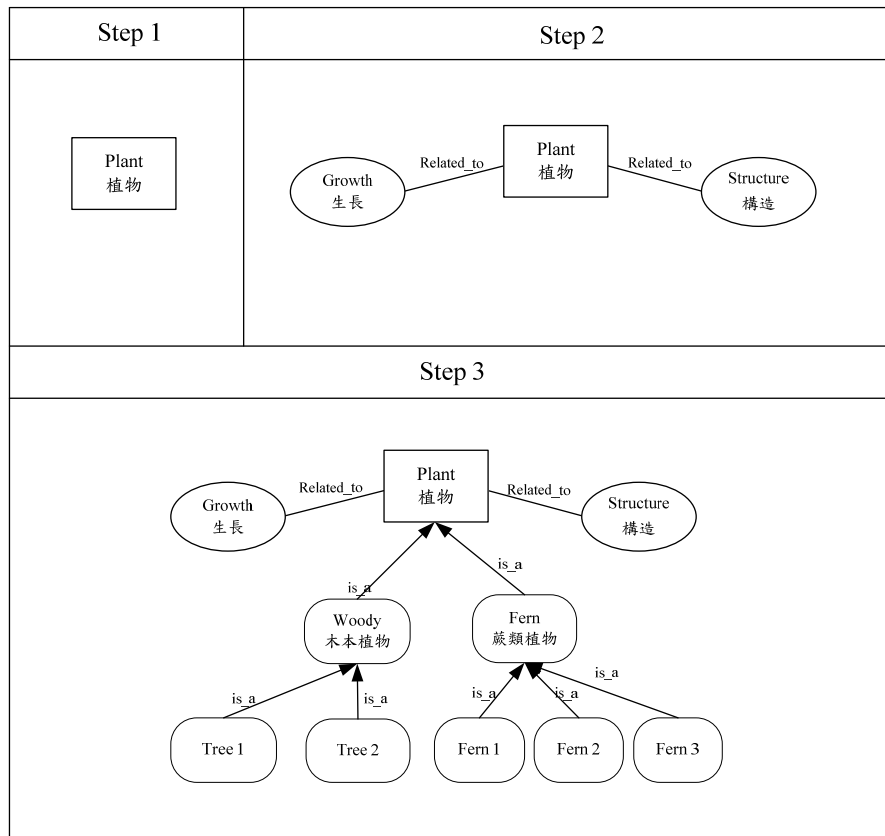 Step 1
Step 2
Plant
植物
Growth
生長
Related_to
Plant
植物
Related_to
Structure
構造
Step 3
Growth
生長
Related_to
Plant
植物
Related_to
Structure
構造
is_a
is_a
Woody
木本植物
Fern
蕨類植物
is_a
is_a
is_a
is_a
is_a
Tree 1
Tree 2
Fern 1
Fern 2
Fern 3